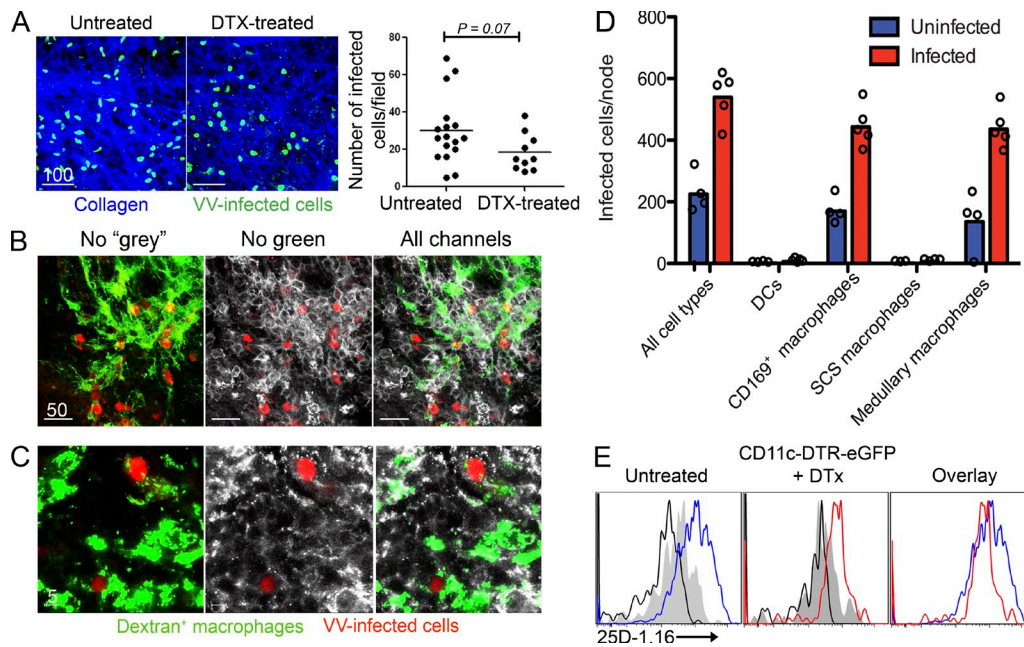 A
Untreated
DTX-treated
100
Collagen
VV-infected cells
Number of infected
cells/field
80
60
40
20
0
P = 0.07
Untreated
DTX-treated
B
No “grey”
No green
All channels
50
C
5
Dextran+ macrophages
VV-infected cells
D
Infected cells/node
800
600
400
200
0
Uninfected
Infected
All cell types
DCs
CD169+ macrophages
SCS macrophages
Medullary macrophages
E
CD11c-DTR-eGFP
Untreated
+ DTx
Overlay
25D-1.16